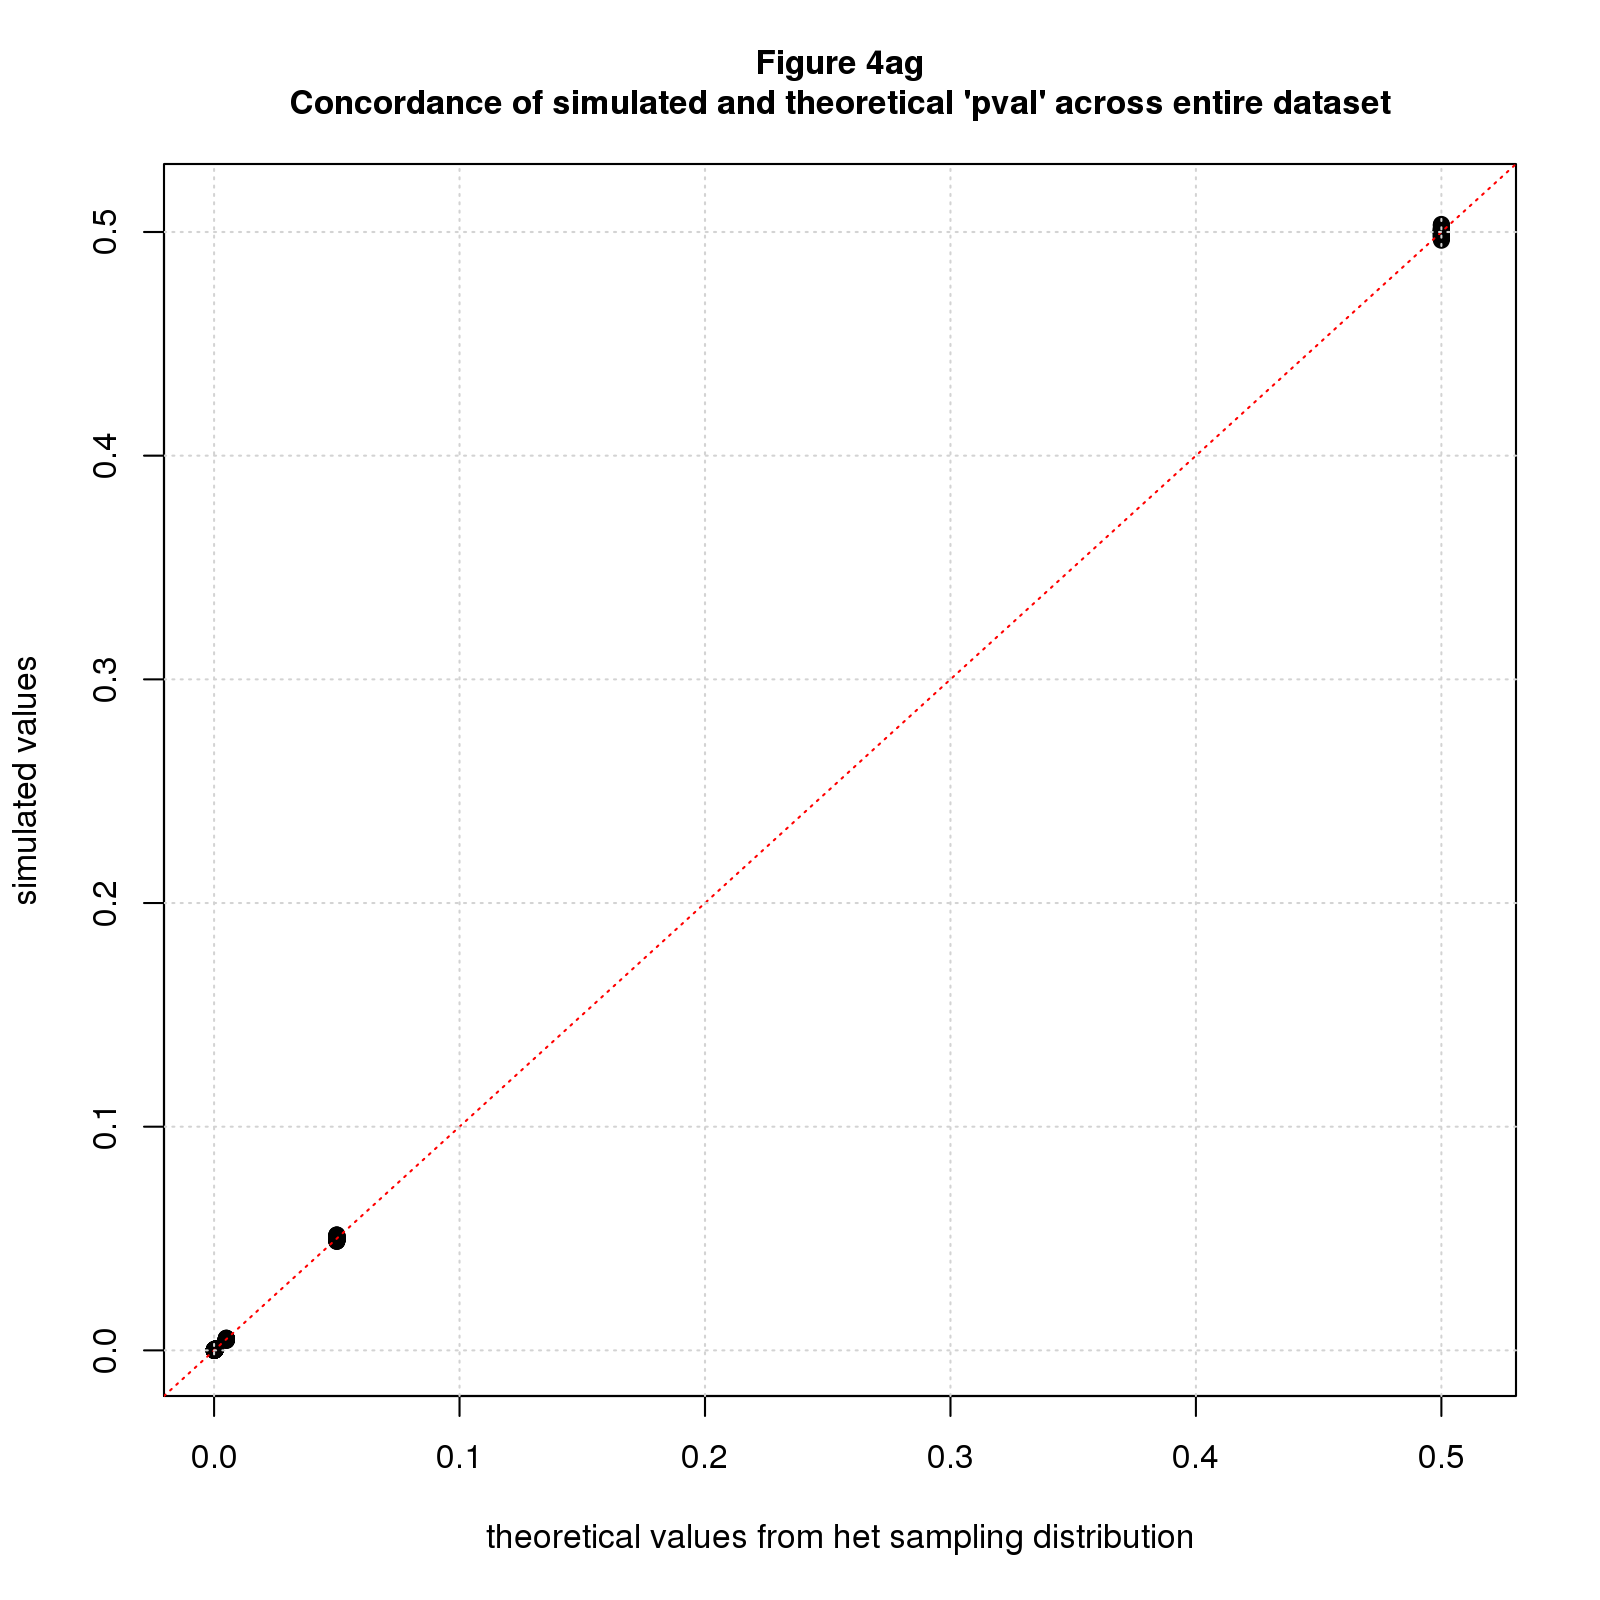 Figure 4ag
Concordance of simulated and theoretical 'pval' across entire dataset
0.5
0.4
0.3
0.2
0.1
0.0
simulated values
0.0 0.1 0.2 0.3 0.4 0.5
theoretical values from het sampling distribution